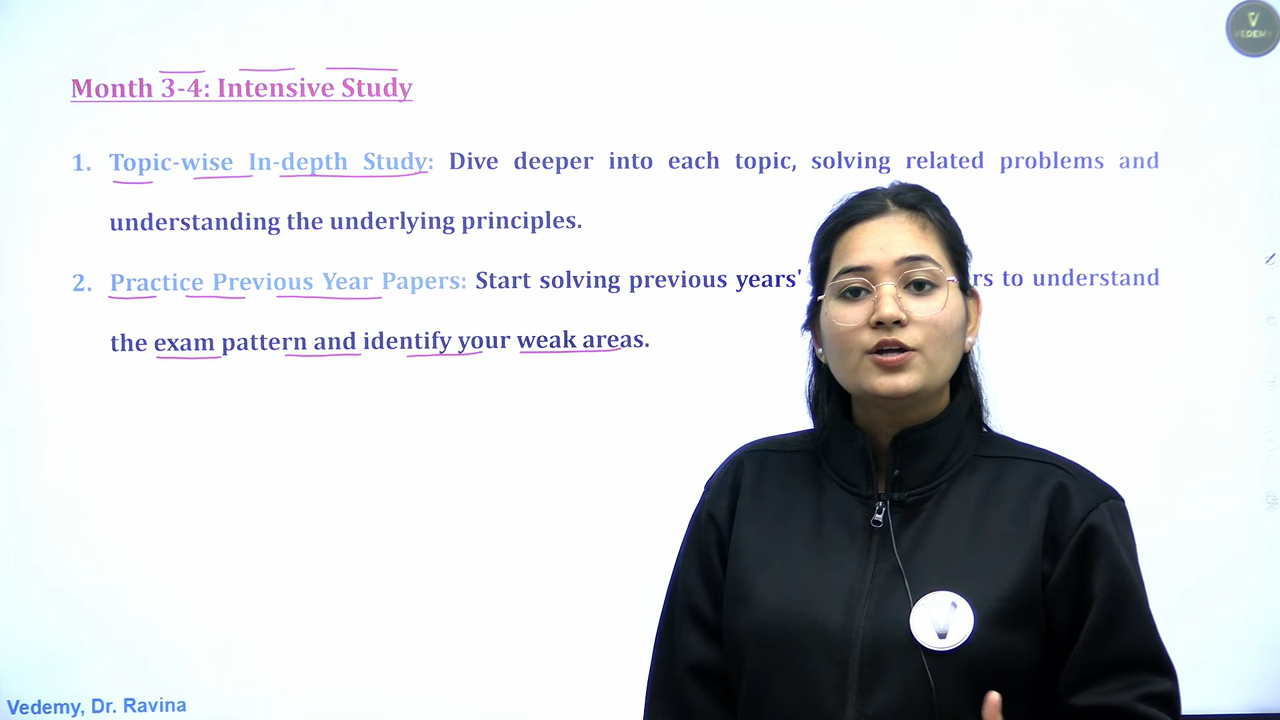 VEDEMY
Month 3-4: Intensive Study
1. Topic-wise In-depth Study: Dive deeper into each topic, solving related problems and
understanding the underlying principles.
2. Practice Previous Year Papers: Start solving previous years' rs to understand
the exam pattern and identify your weak areas.
Vedemy, Dr. Ravina